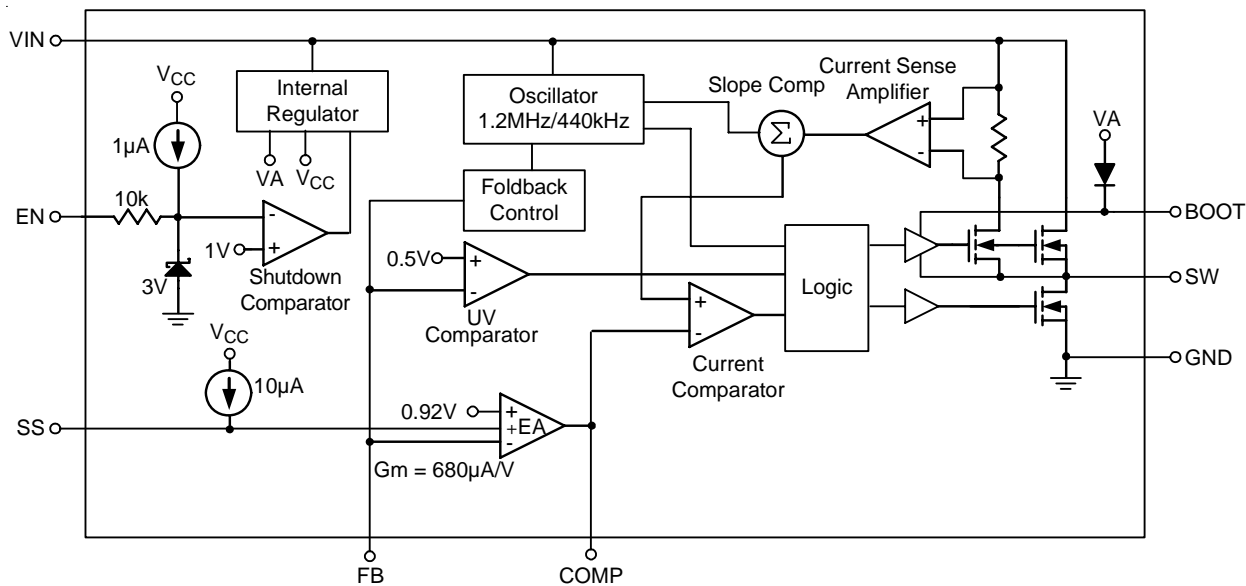 VIN
VCC
1µA
10k
EN
1V
3V
Internal
Regulator
VA
VCC
-
+
Shutdown
Comparator
Oscillator
1.2MHz/440kHz
Foldback
Control
Slope Comp
Σ
Current Sense
Amplifier
+
-
VA
BOOT
SW
GND
0.5V
+
-
UV
Comparator
Logic
+
-
Current
Comparator
VCC
10µA
SS
0.92V
+
+EA
-
Gm = 680µA/V
FB
COMP